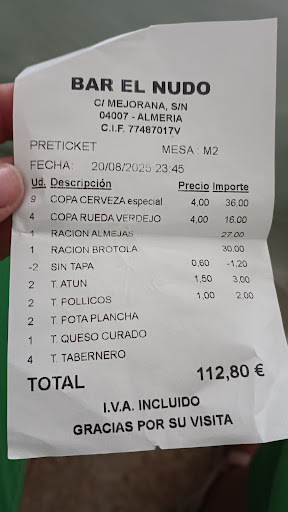 BAR EL NUDO
C/ MEJORANA, S/N
04007 - ALMERIA
C.I.F. 77487017V
PRETICKET MESA : M2
FECHA: 20/08/2025 23:45
Ud. Descripción Precio Importe
9 COPA CERVEZA especial 4,00 36,00
4 COPA RUEDA VERDEJO 4,00 16,00
1 RACION ALMEJAS 27,00
1 RACION BROTOLA 30,00
-2 SIN TAPA 0,60 -1,20
2 T. ATUN 1,50 3,00
2 T. POLLICOS 1,00 2,00
2 T. POTA PLANCHA
1 T. QUESO CURADO
4 T. TABERNERO
TOTAL 112,80 €
I.V.A. INCLUIDO
GRACIAS POR SU VISITA